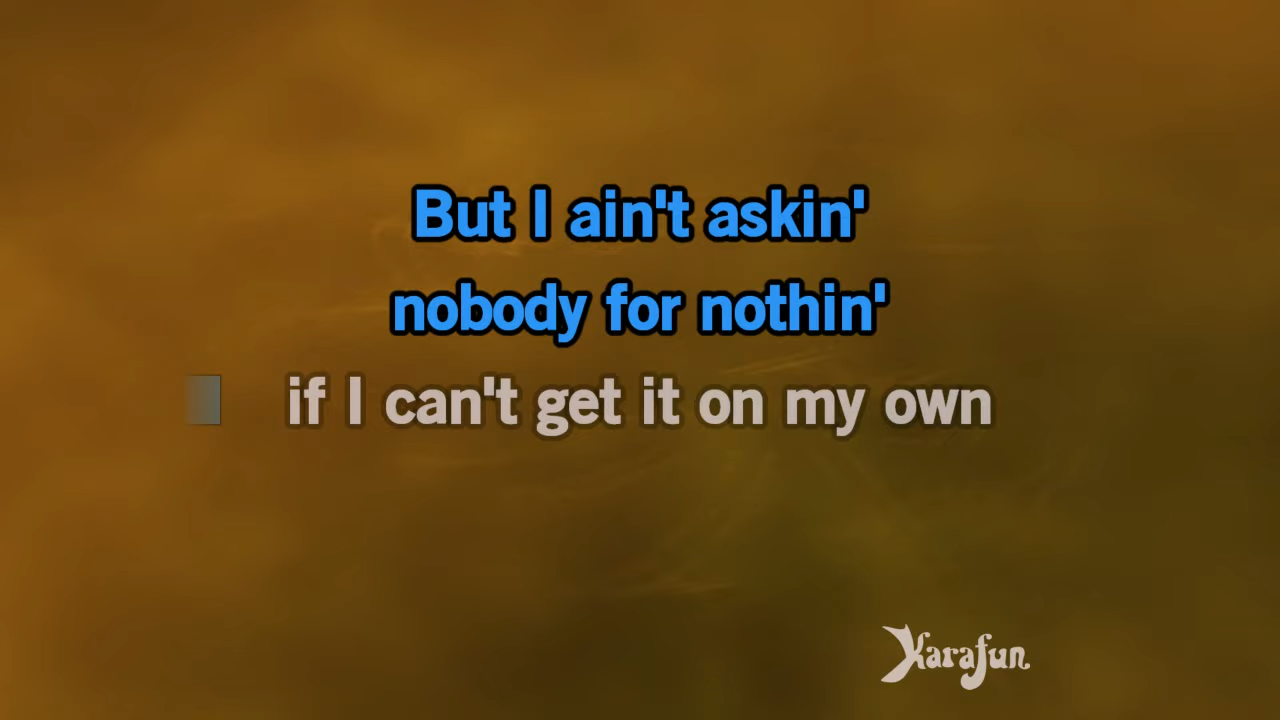 But I ain't askin'
nobody for nothin'
if I can't get it on my own
Karafun